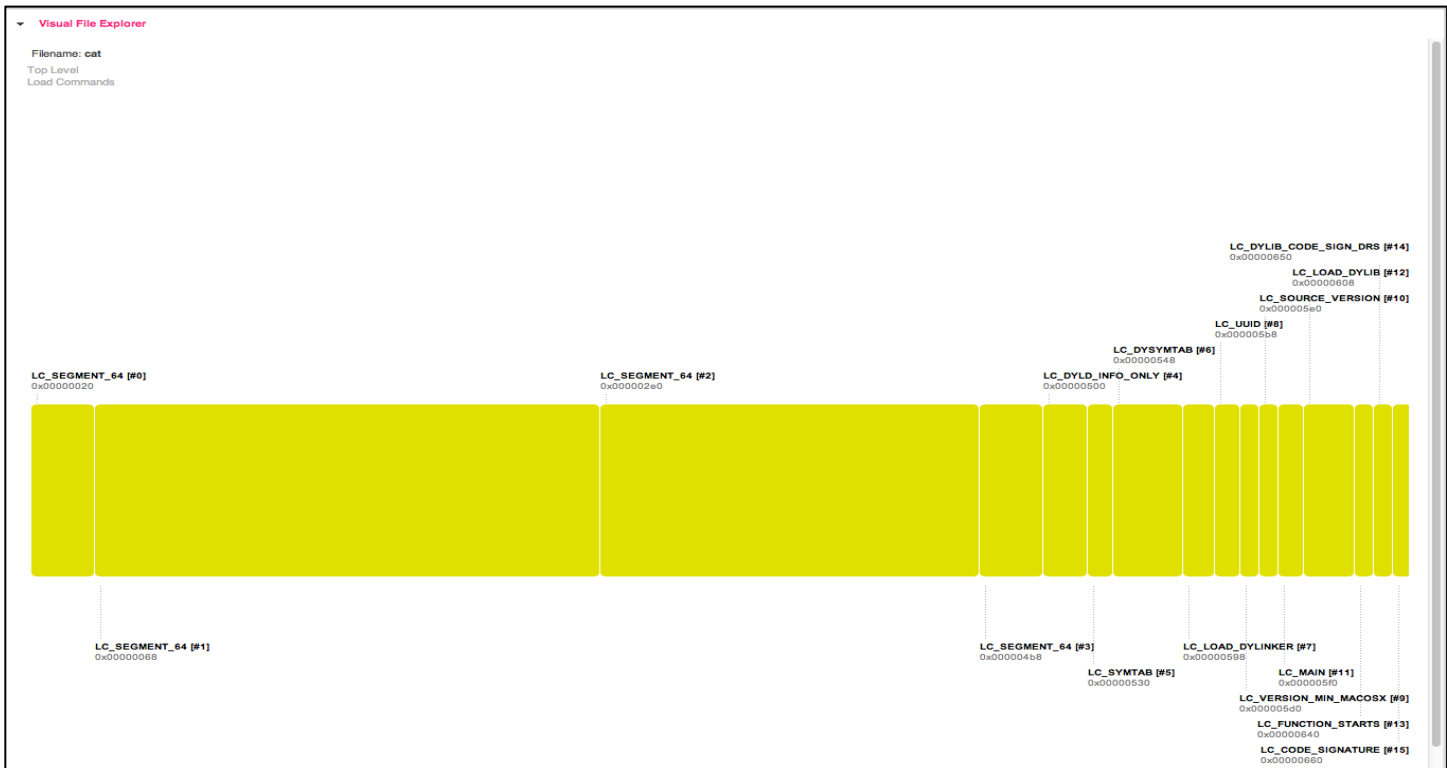 Visual File Explorer
Filename: cat
Top Level
Load Commands
LC_DYLIB_CODE_SIGN_DRS [#14]
0x00000650
LC_LOAD_DYLIB [#12]
0x00000608
LC_SOURCE_VERSION [#10]
0x000005e0
LC_UUID [#8]
0x000005b8
LC_DYSYMTAB [#6]
0x00000548
LC_SEGMENT_64 [#0]
0x00000020
LC_SEGMENT_64 [#2]
0x000002e0
LC_DYLD_INFO_ONLY [#4]
0x00000500
LC_SEGMENT_64 [#1]
0x00000068
LC_SEGMENT_64 [#3]
0x000004b8
LC_LOAD_DYLINKER [#7]
0x00000598
LC_SYMTAB [#5]
0x00000530
LC_MAIN [#11]
0x000005f0
LC_VERSION_MIN_MACOSX [#9]
0x000005d0
LC_FUNCTION_STARTS [#13]
0x00000640
LC_CODE_SIGNATURE [#15]
0x00000660